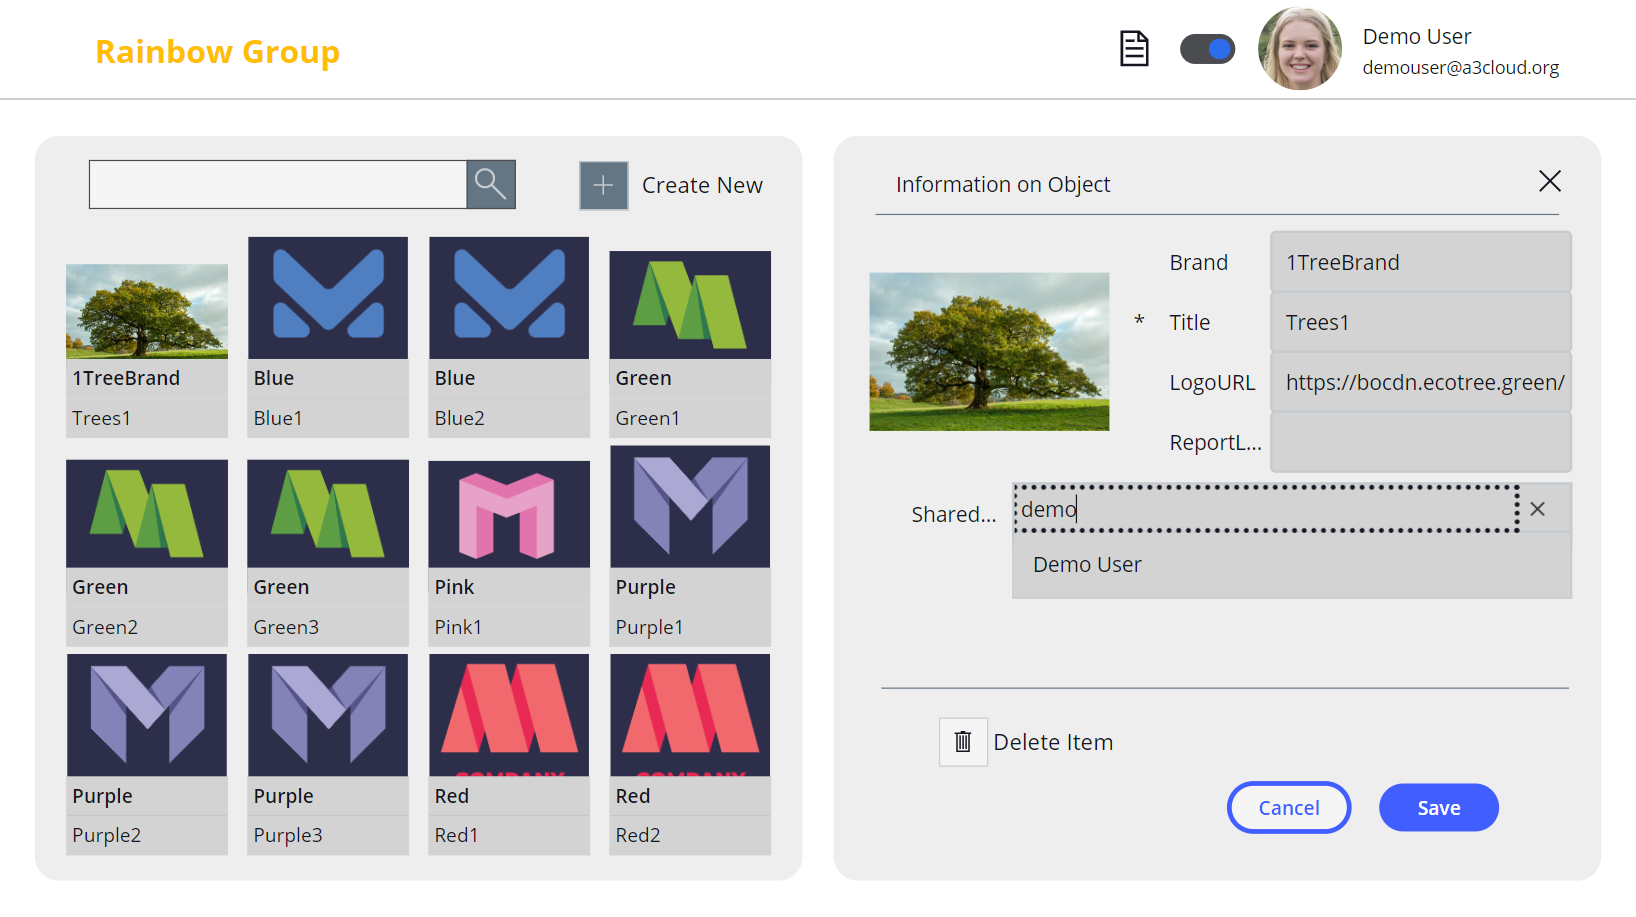 Rainbow Group
Demo User
demouser@a3cloud.org
Create New
1TreeBrand
Trees1
Blue
Blue1
Blue
Blue2
Green
Green1
Green
Green2
Green
Green3
Pink
Pink1
Purple
Purple1
Purple
Purple2
Purple
Purple3
COMPANY
Red
Red1
COMPANY
Red
Red2
Information on Object
Brand 1TreeBrand
* Title Trees1
LogoURL https://bocdn.ecotree.green/
ReportL...
Shared... demo
Demo User
Delete Item
Cancel
Save